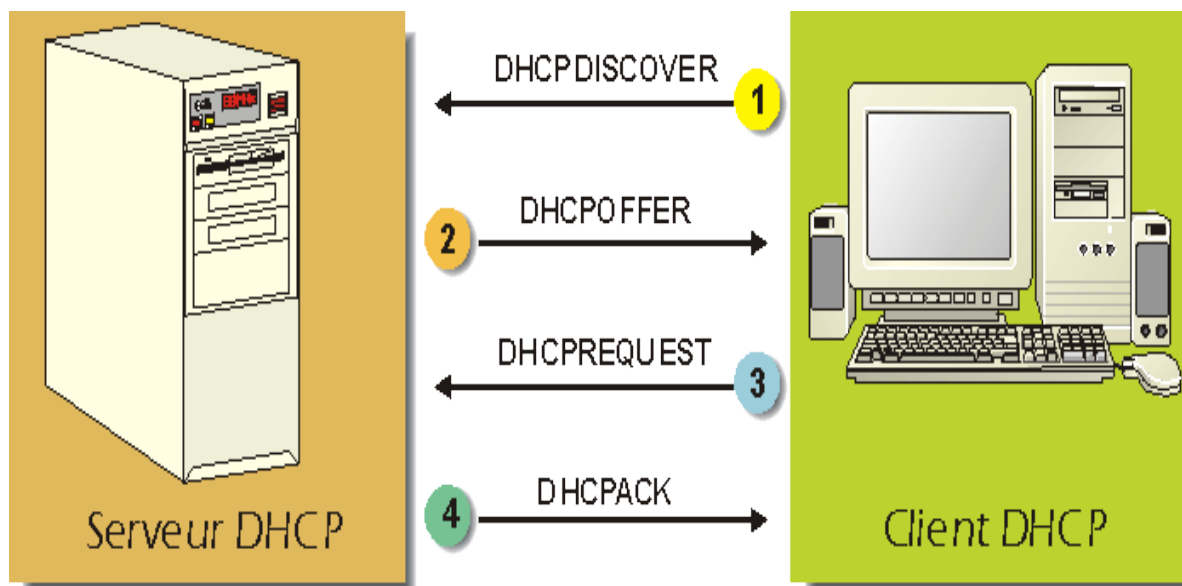 DHCPDISCOVER
1
DHCPOFFER
2
DHCPREQUEST
3
DHCPACK
4
Serveur DHCP
Client DHCP